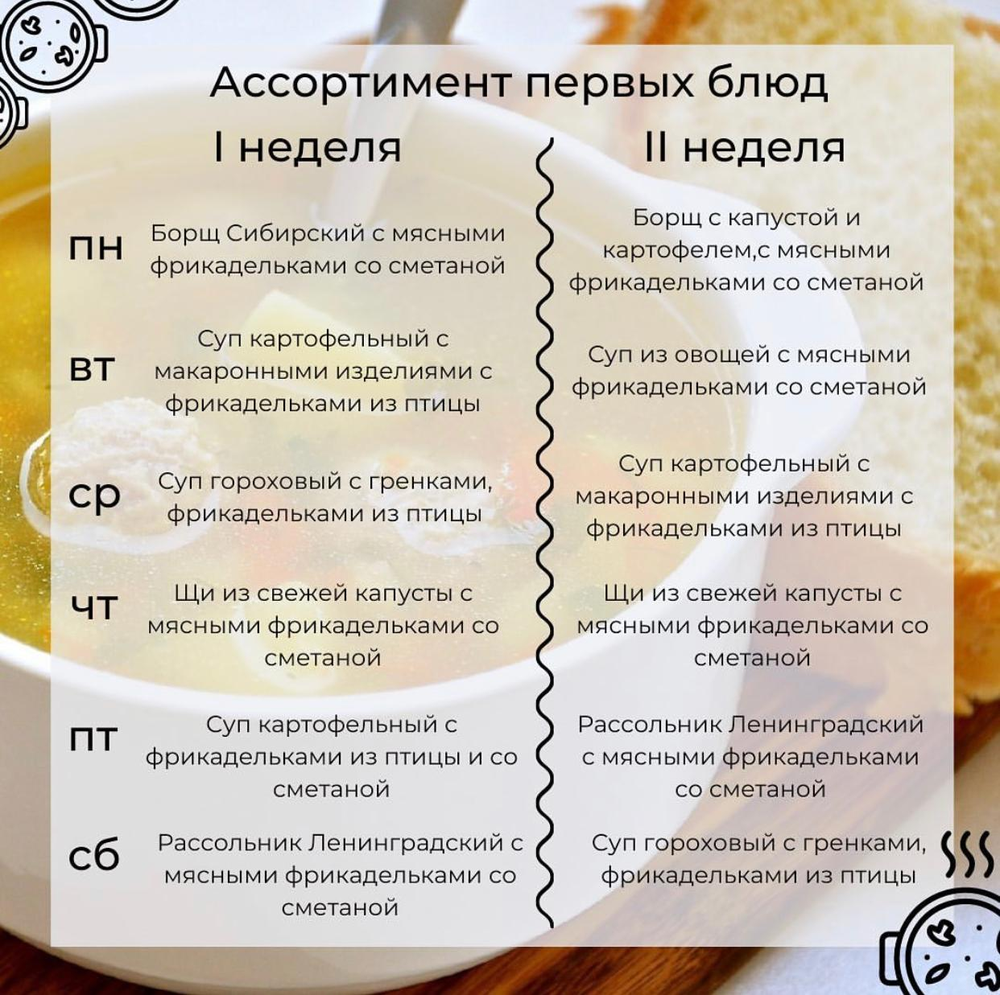 Ассортимент первых блюд
I неделя
II неделя
пн
Борщ Сибирский с мясными
фрикадельками со сметаной
Борщ с капустой и
картофелем,с мясными
фрикадельками со сметаной
вт
Суп картофельный с
макаронными изделиями с
фрикадельками из птицы
Суп из овощей с мясными
фрикадельками со сметаной
ср
Суп гороховый с гренками,
фрикадельками из птицы
Суп картофельный с
макаронными изделиями с
фрикадельками из птицы
чт
Щи из свежей капусты с
мясными фрикадельками со
сметаной
Щи из свежей капусты с
мясными фрикадельками со
сметаной
пт
Суп картофельный с
фрикадельками из птицы и со
сметаной
Рассольник Ленинградский
с мясными фрикадельками
со сметаной
сб
Рассольник Ленинградский с
мясными фрикадельками со
сметаной
Суп гороховый с гренками,
фрикадельками из птицы